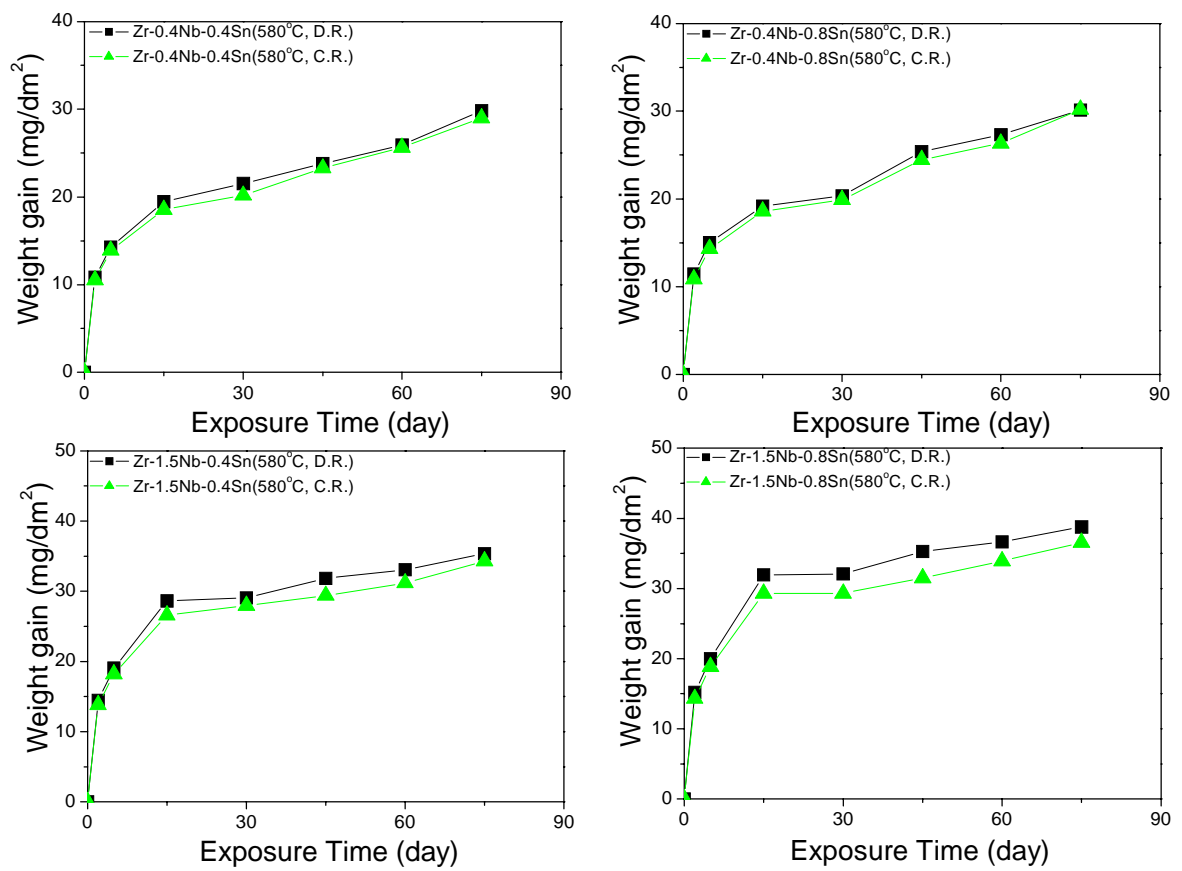 Zr-0.4Nb-0.4Sn(580°C, D.R.)
Zr-0.4Nb-0.4Sn(580°C, C.R.)
Weight gain (mg/dm²)
40
30
20
10
0
0 30 60 90
Exposure Time (day)
Zr-0.4Nb-0.8Sn(580°C, D.R.)
Zr-0.4Nb-0.8Sn(580°C, C.R.)
Weight gain (mg/dm²)
40
30
20
10
0
0 30 60 90
Exposure Time (day)
Zr-1.5Nb-0.4Sn(580°C, D.R.)
Zr-1.5Nb-0.4Sn(580°C, C.R.)
Weight gain (mg/dm²)
50
40
30
20
10
0
0 30 60 90
Exposure Time (day)
Zr-1.5Nb-0.8Sn(580°C, D.R.)
Zr-1.5Nb-0.8Sn(580°C, C.R.)
Weight gain (mg/dm²)
50
40
30
20
10
0
0 30 60 90
Exposure Time (day)